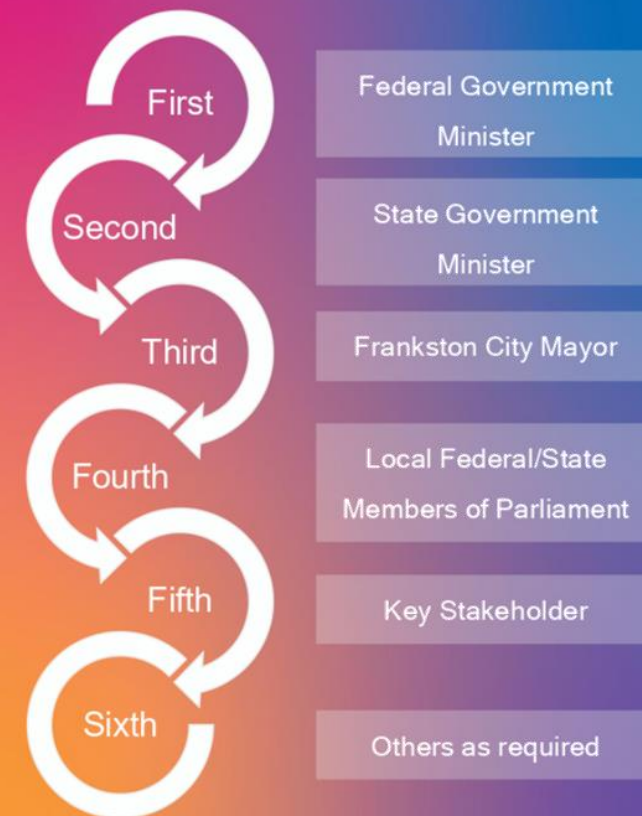 First
Federal Government
Minister
Second
State Government
Minister
Third
Frankston City Mayor
Fourth
Local Federal/State
Members of Parliament
Fifth
Key Stakeholder
Sixth
Others as required